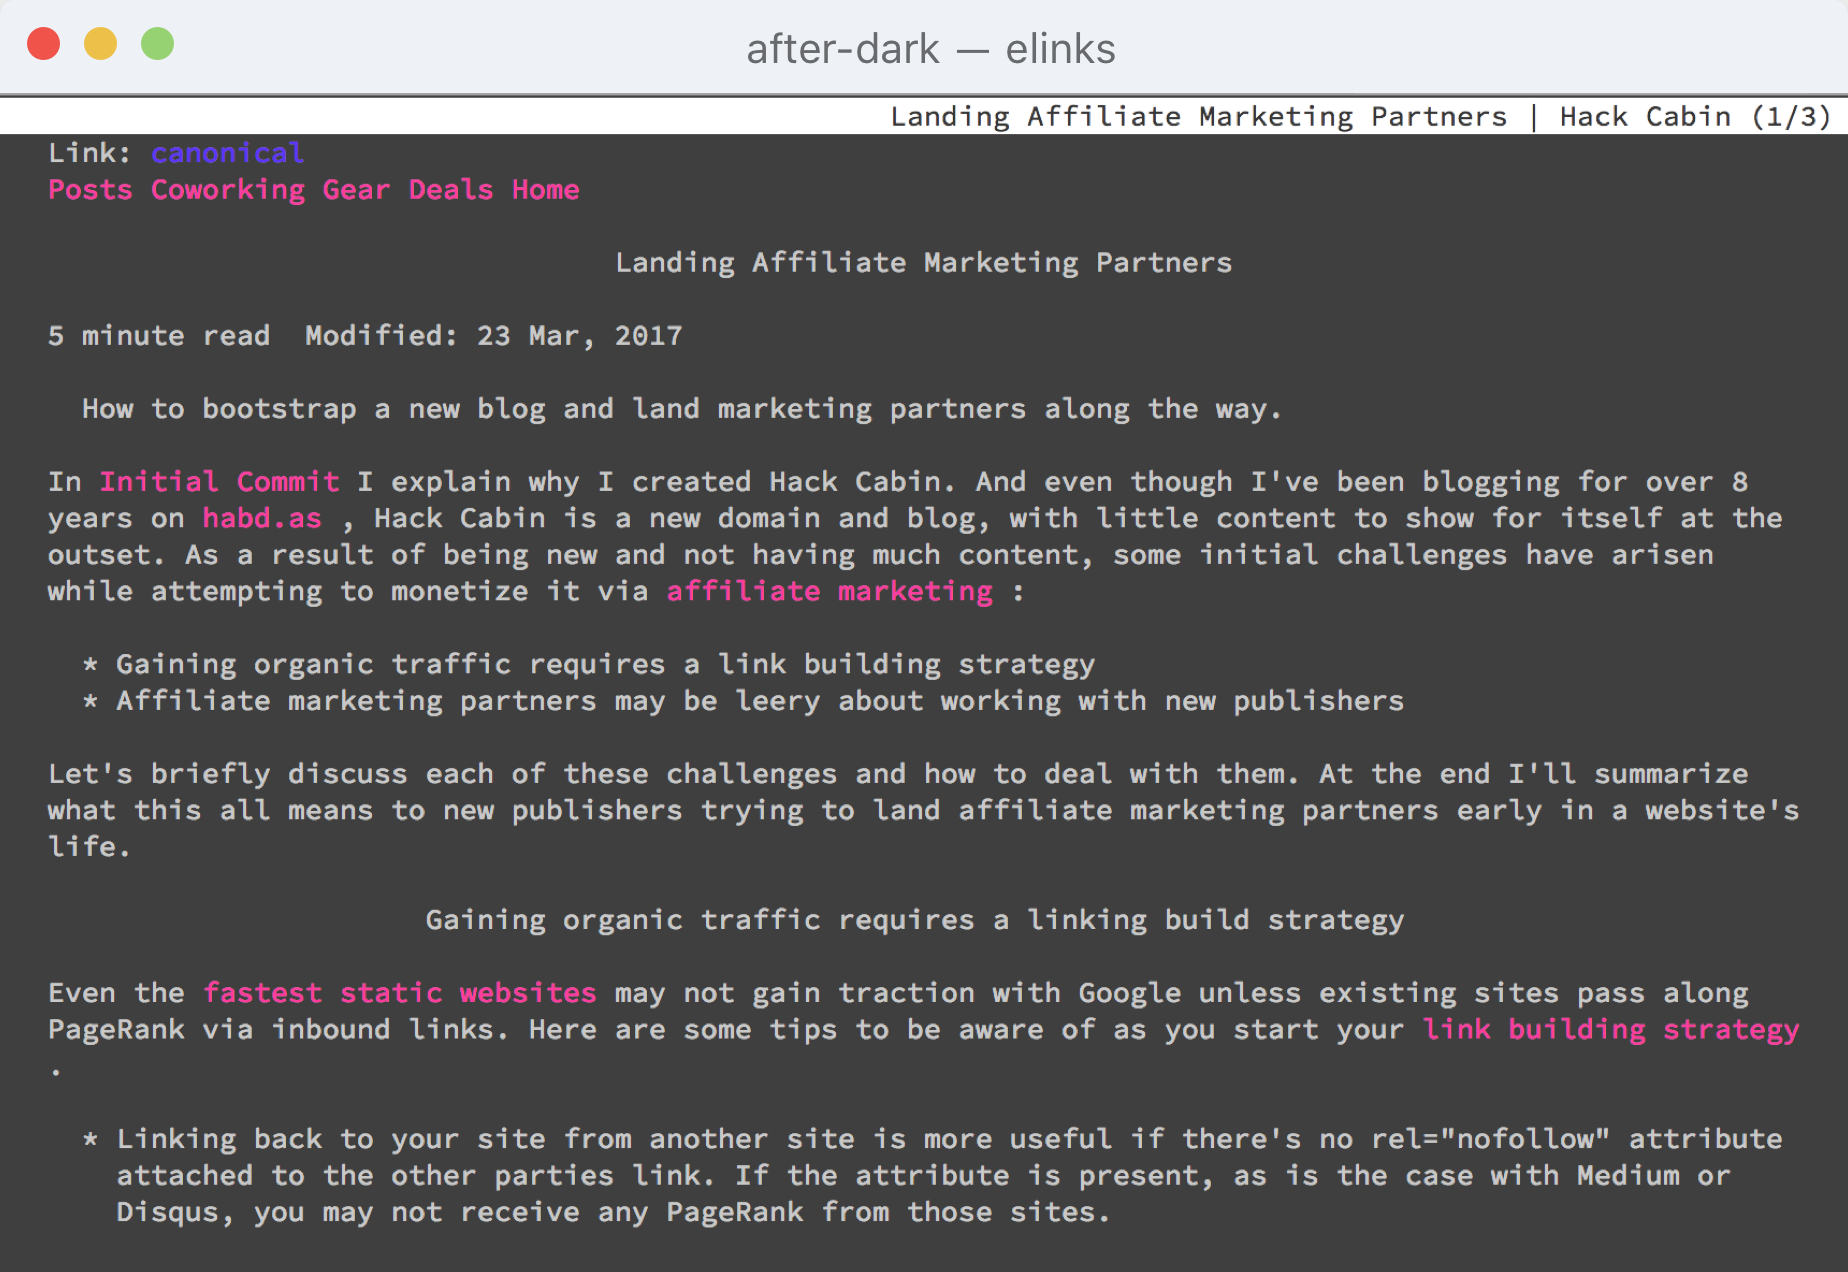 after-dark — elinks
Landing Affiliate Marketing Partners | Hack Cabin (1/3)
Link: canonical
Posts Coworking Gear Deals Home
Landing Affiliate Marketing Partners
5 minute read  Modified: 23 Mar, 2017
How to bootstrap a new blog and land marketing partners along the way.
In Initial Commit I explain why I created Hack Cabin. And even though I've been blogging for over 8
years on habd.as , Hack Cabin is a new domain and blog, with little content to show for itself at the
outset. As a result of being new and not having much content, some initial challenges have arisen
while attempting to monetize it via affiliate marketing :
* Gaining organic traffic requires a link building strategy
* Affiliate marketing partners may be leery about working with new publishers
Let's briefly discuss each of these challenges and how to deal with them. At the end I'll summarize
what this all means to new publishers trying to land affiliate marketing partners early in a website's
life.
Gaining organic traffic requires a linking build strategy
Even the fastest static websites may not gain traction with Google unless existing sites pass along
PageRank via inbound links. Here are some tips to be aware of as you start your link building strategy
.
* Linking back to your site from another site is more useful if there's no rel="nofollow" attribute
attached to the other parties link. If the attribute is present, as is the case with Medium or
Disqus, you may not receive any PageRank from those sites.